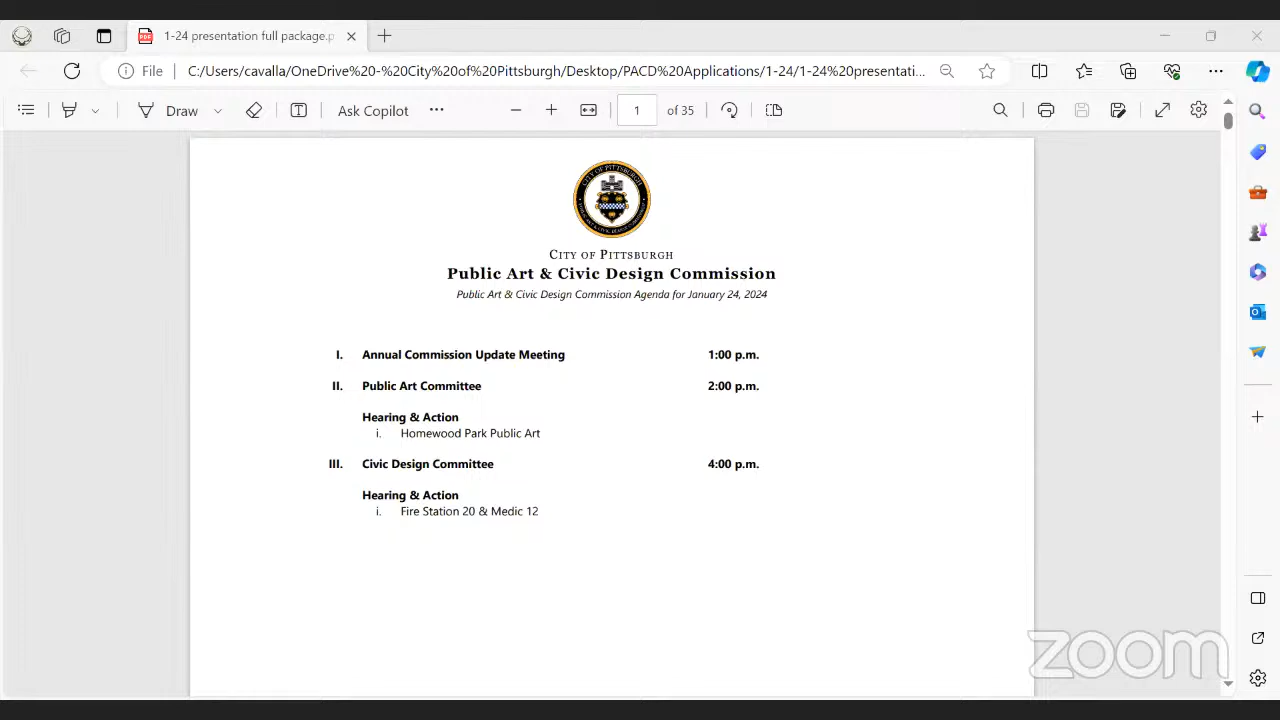 1-24 presentation full package.p
File
C:/Users/cavalla/OneDrive%20-%20City%20of%20Pittsburgh/Desktop/PACD%20Applications/1-24/1-24%20presentati...
Draw
Ask Copilot
1
of 35
CITY OF PITTSBURGH
CITY OF PITTSBURGH
Public Art & Civic Design Commission
Public Art & Civic Design Commission Agenda for January 24, 2024
I. Annual Commission Update Meeting 1:00 p.m.
II. Public Art Committee 2:00 p.m.
Hearing & Action
i. Homewood Park Public Art
III. Civic Design Committee 4:00 p.m.
Hearing & Action
i. Fire Station 20 & Medic 12
zoom